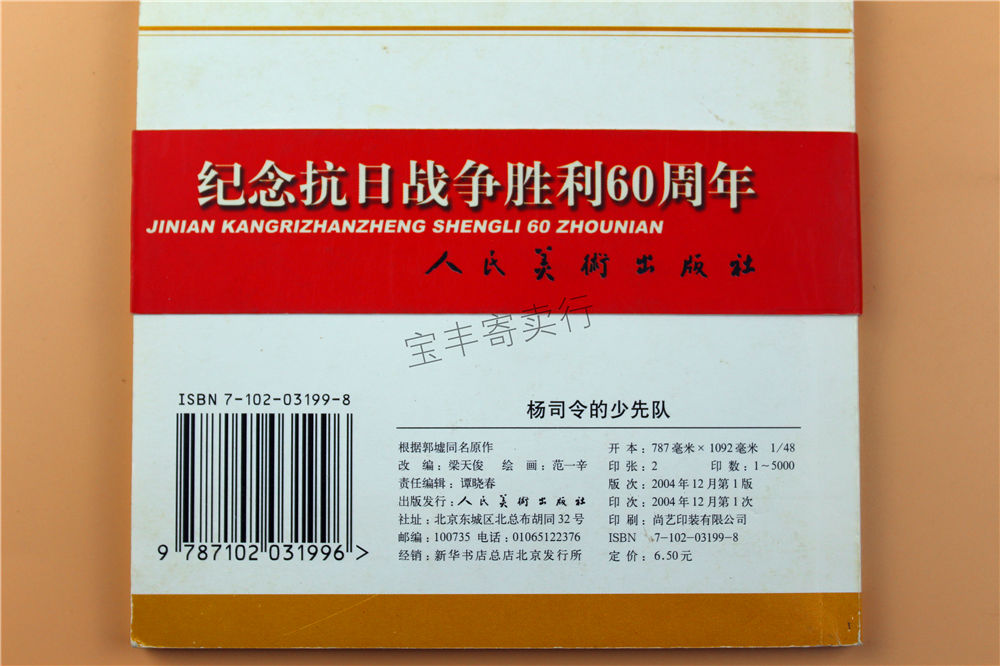 纪念抗日战争胜利60周年
JINIAN KANGRIZHANZHENG SHENGLI 60 ZHOUNIAN
人民美術出版社
宝丰寄卖行
ISBN 7-102-03199-8
9 787102 031996 >
杨司令的少先队
根据郭墟同名原作
改 编：梁天俊 绘 画：范一辛
责任编辑：谭晓春
出版发行：人民美術出版社
社址：北京东城区北总布胡同32号
邮编：100735 电话：01065122376
经销：新华书店总店北京发行所
开 本：787毫米×1092毫米 1/48
印 张：2 印 数：1~5000
版 次：2004年12月第1版
印 次：2004年12月第1次
印 刷：尚艺印装有限公司
ISBN 7-102-03199-8
定 价：6.50元